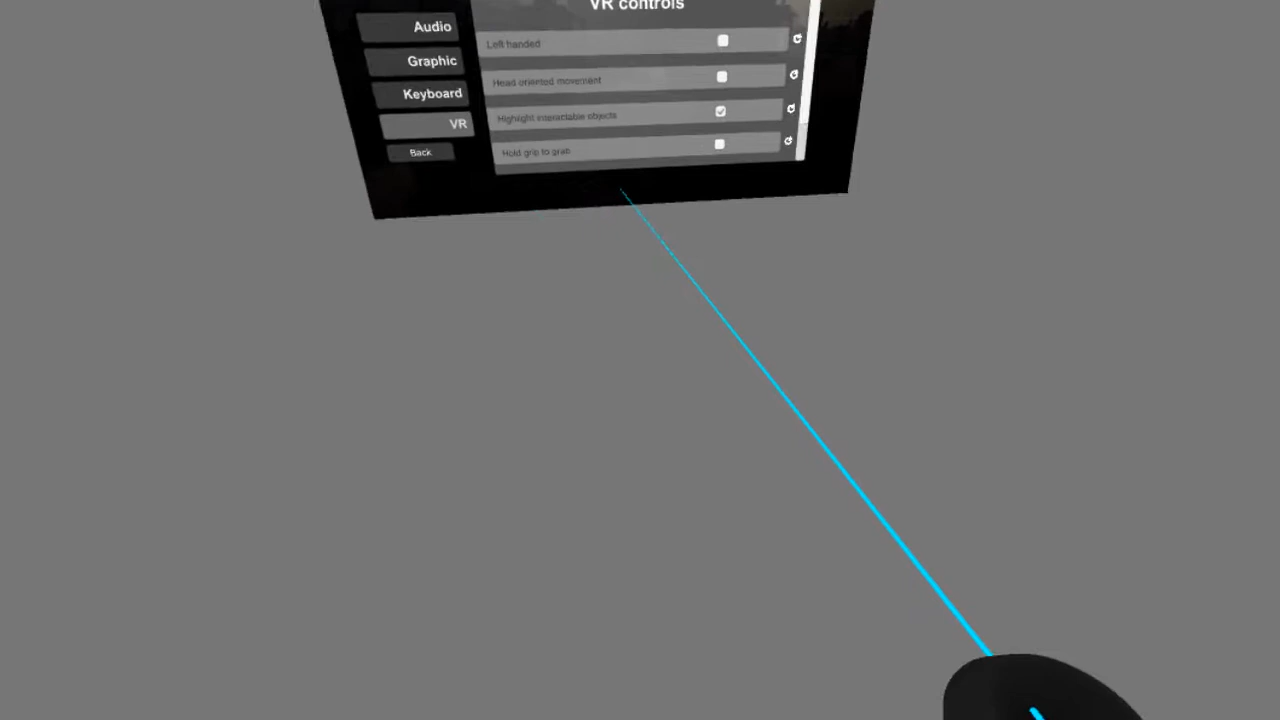 VR controls
Audio
Left handed
Graphic
Head oriented movement
Keyboard
Highlight interactable objects
VR
Hold grip to grab
Back